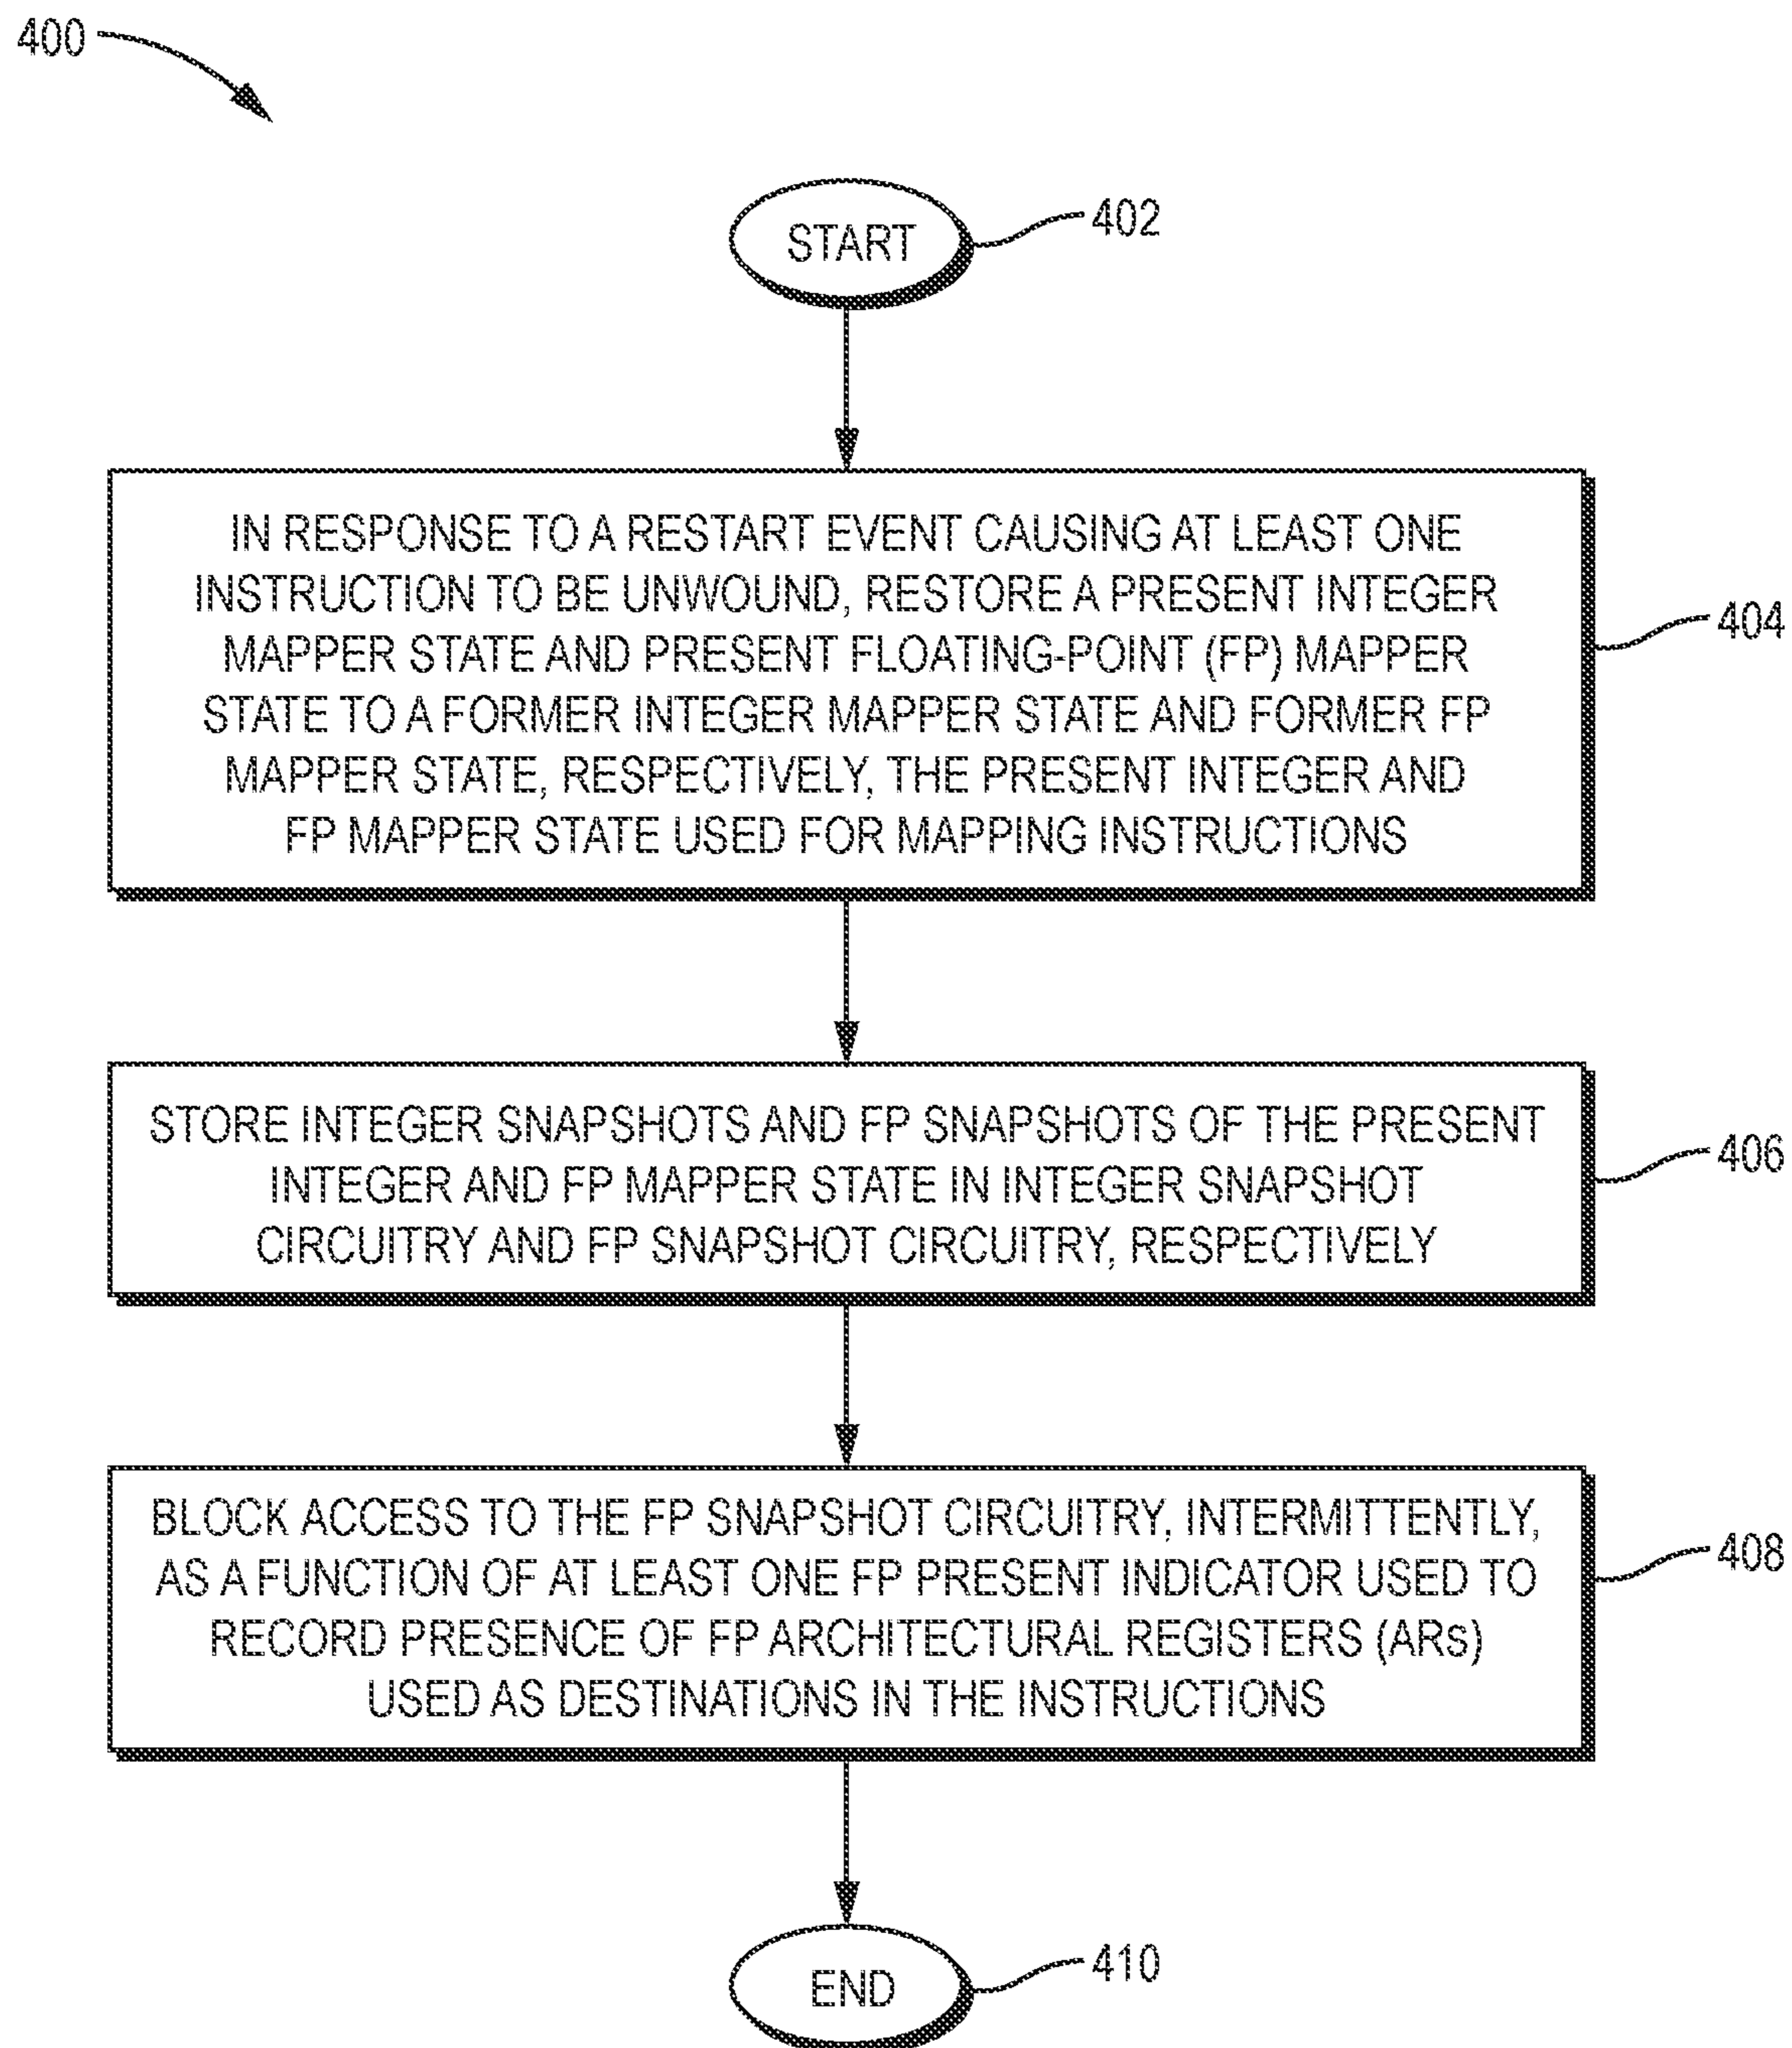 400
START
402
IN RESPONSE TO A RESTART EVENT CAUSING AT LEAST ONE
INSTRUCTION TO BE UNWOUND, RESTORE A PRESENT INTEGER
MAPPER STATE AND PRESENT FLOATING-POINT (FP) MAPPER
STATE TO A FORMER INTEGER MAPPER STATE AND FORMER FP
MAPPER STATE, RESPECTIVELY, THE PRESENT INTEGER AND
FP MAPPER STATE USED FOR MAPPING INSTRUCTIONS
404
STORE INTEGER SNAPSHOTS AND FP SNAPSHOTS OF THE PRESENT
INTEGER AND FP MAPPER STATE IN INTEGER SNAPSHOT
CIRCUITRY AND FP SNAPSHOT CIRCUITRY, RESPECTIVELY
406
BLOCK ACCESS TO THE FP SNAPSHOT CIRCUITRY, INTERMITTENTLY,
AS A FUNCTION OF AT LEAST ONE FP PRESENT INDICATOR USED TO
RECORD PRESENCE OF FP ARCHITECTURAL REGISTERS (ARs)
USED AS DESTINATIONS IN THE INSTRUCTIONS
408
END
410